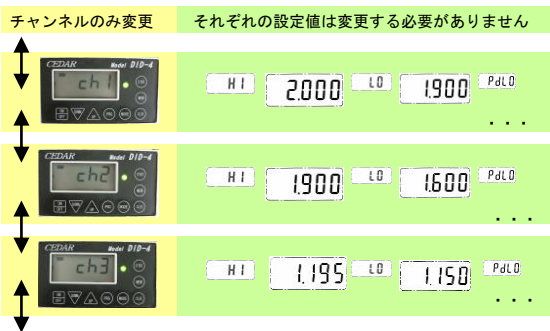 チャンネルのみ変更 それぞれの設定値は変更する必要がありません
CEDAR Model DID-4
ch1
HI 2.000 LO 1.900 PdLO
. . .
CEDAR Model DID-4
ch2
HI 1.900 LO 1.600 PdLO
. . .
CEDAR Model DID-4
ch3
HI 1.195 LO 1.150 PdLO
. . .